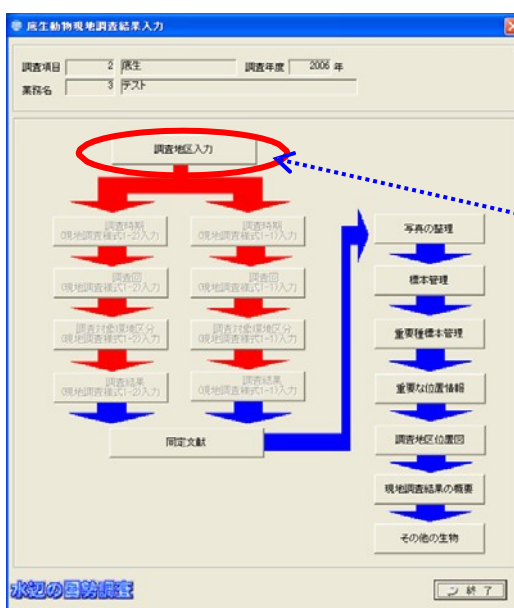 底生動物現地調査結果入力
調査項目 2 底生 調査年度 2006 年
業務名 3 テスト
調査地区入力
調査時期
(現地調査様式1-2)入力
調査時期
(現地調査様式1-1)入力
調査回
(現地調査様式1-2)入力
調査回
(現地調査様式1-1)入力
調査対象環境区分
(現地調査様式1-2)入力
調査対象環境区分
(現地調査様式1-1)入力
調査結果
(現地調査様式1-2)入力
調査結果
(現地調査様式1-1)入力
同定文献
写真の整理
標本管理
重要種標本管理
重要な位置情報
調査地区位置図
現地調査結果の概要
その他の生物
水辺の国勢調査
終了